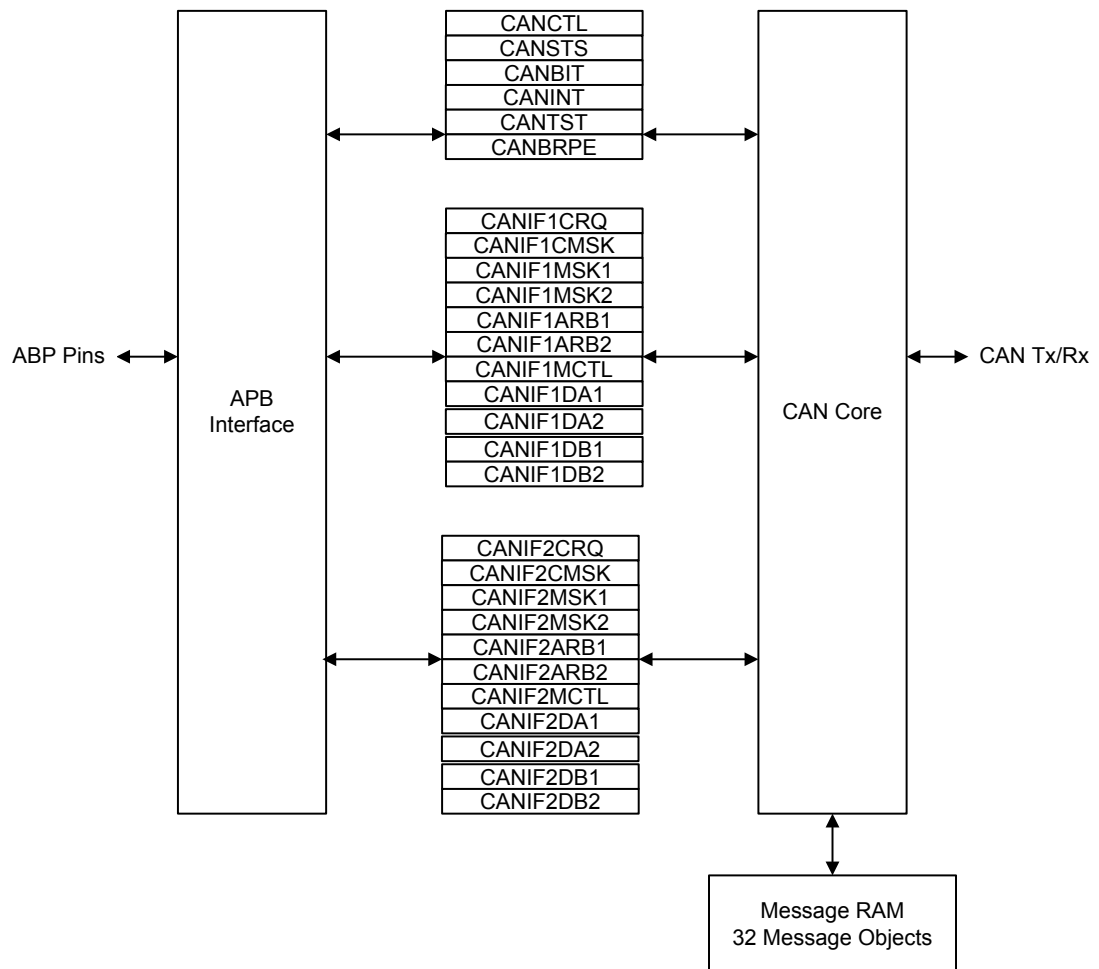 CANCTL
CANSTS
CANBIT
CANINT
CANTST
CANBRPE
CANIF1CRQ
CANIF1CMSK
CANIF1MSK1
CANIF1MSK2
CANIF1ARB1
CANIF1ARB2
CANIF1MCTL
CANIF1DA1
CANIF1DA2
CANIF1DB1
CANIF1DB2
ABP Pins
APB
Interface
CAN Core
CAN Tx/Rx
CANIF2CRQ
CANIF2CMSK
CANIF2MSK1
CANIF2MSK2
CANIF2ARB1
CANIF2ARB2
CANIF2MCTL
CANIF2DA1
CANIF2DA2
CANIF2DB1
CANIF2DB2
Message RAM
32 Message Objects